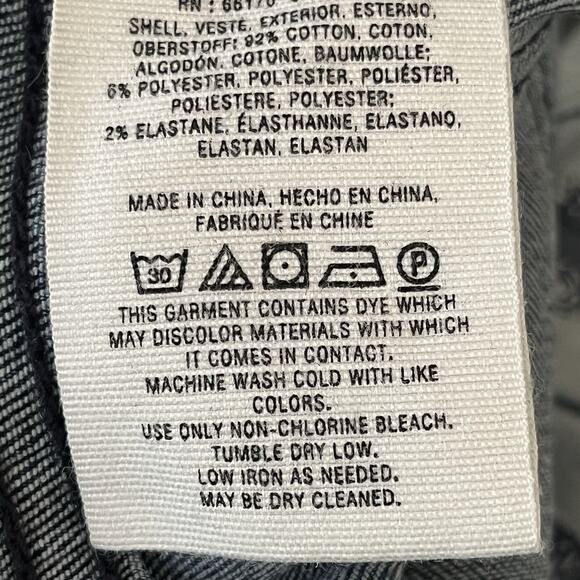 RN : 66170
SHELL, VESTE, EXTERIOR, ESTERNO,
OBERSTOFF: 92% COTTON, COTON,
ALGODÓN, COTONE, BAUMWOLLE;
6% POLYESTER, POLYESTER, POLIÉSTER,
POLIESTERE, POLYESTER;
2% ELASTANE, ÉLASTHANNE, ELASTANO,
ELASTAN, ELASTAN
MADE IN CHINA, HECHO EN CHINA,
FABRIQUÉ EN CHINE
30 P
THIS GARMENT CONTAINS DYE WHICH
MAY DISCOLOR MATERIALS WITH WHICH
IT COMES IN CONTACT.
MACHINE WASH COLD WITH LIKE
COLORS.
USE ONLY NON-CHLORINE BLEACH.
TUMBLE DRY LOW.
LOW IRON AS NEEDED.
MAY BE DRY CLEANED.